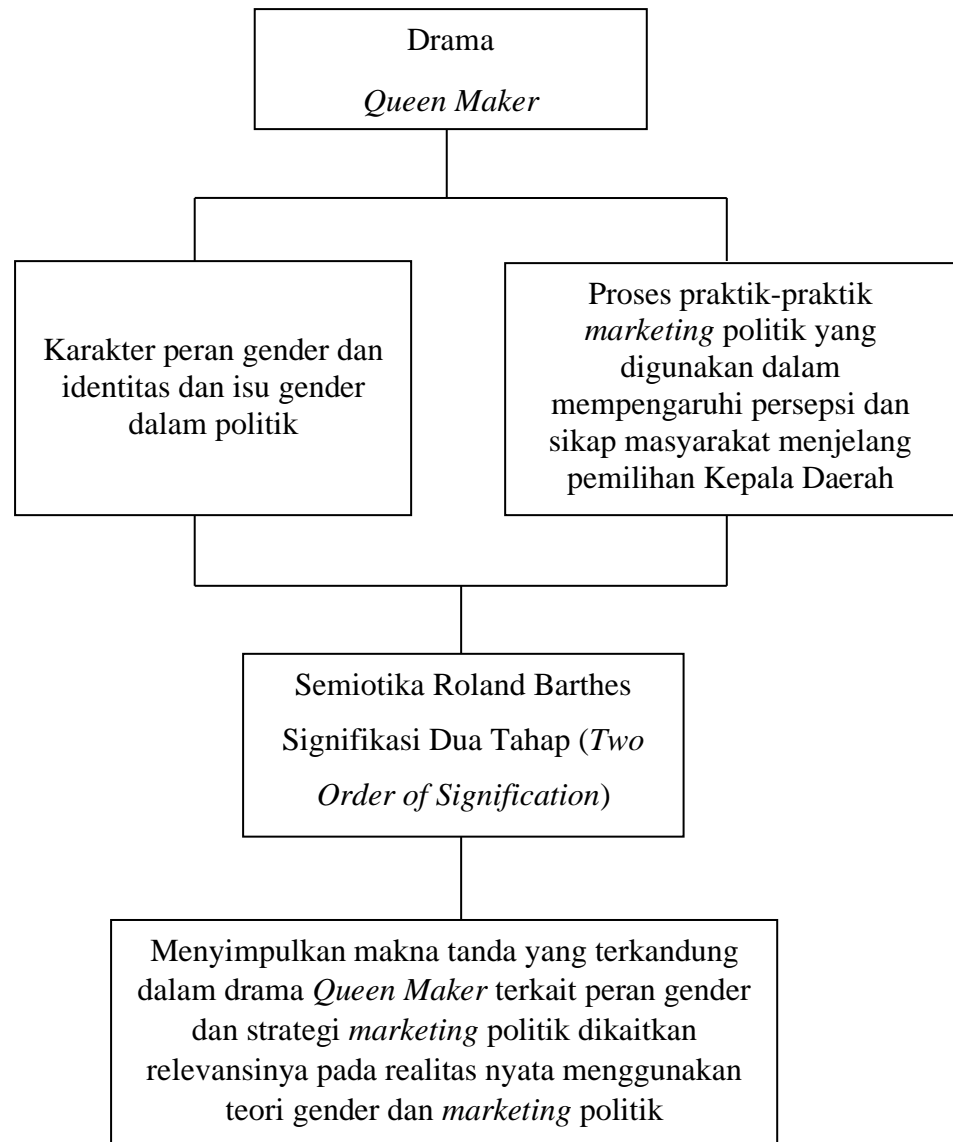 Drama
Queen Maker
Karakter peran gender dan
identitas dan isu gender
dalam politik
Proses praktik-praktik
marketing politik yang
digunakan dalam
mempengaruhi persepsi dan
sikap masyarakat menjelang
pemilihan Kepala Daerah
Semiotika Roland Barthes
Signifikasi Dua Tahap (Two
Order of Signification)
Menyimpulkan makna tanda yang terkandung
dalam drama Queen Maker terkait peran gender
dan strategi marketing politik dikaitkan
relevansinya pada realitas nyata menggunakan
teori gender dan marketing politik